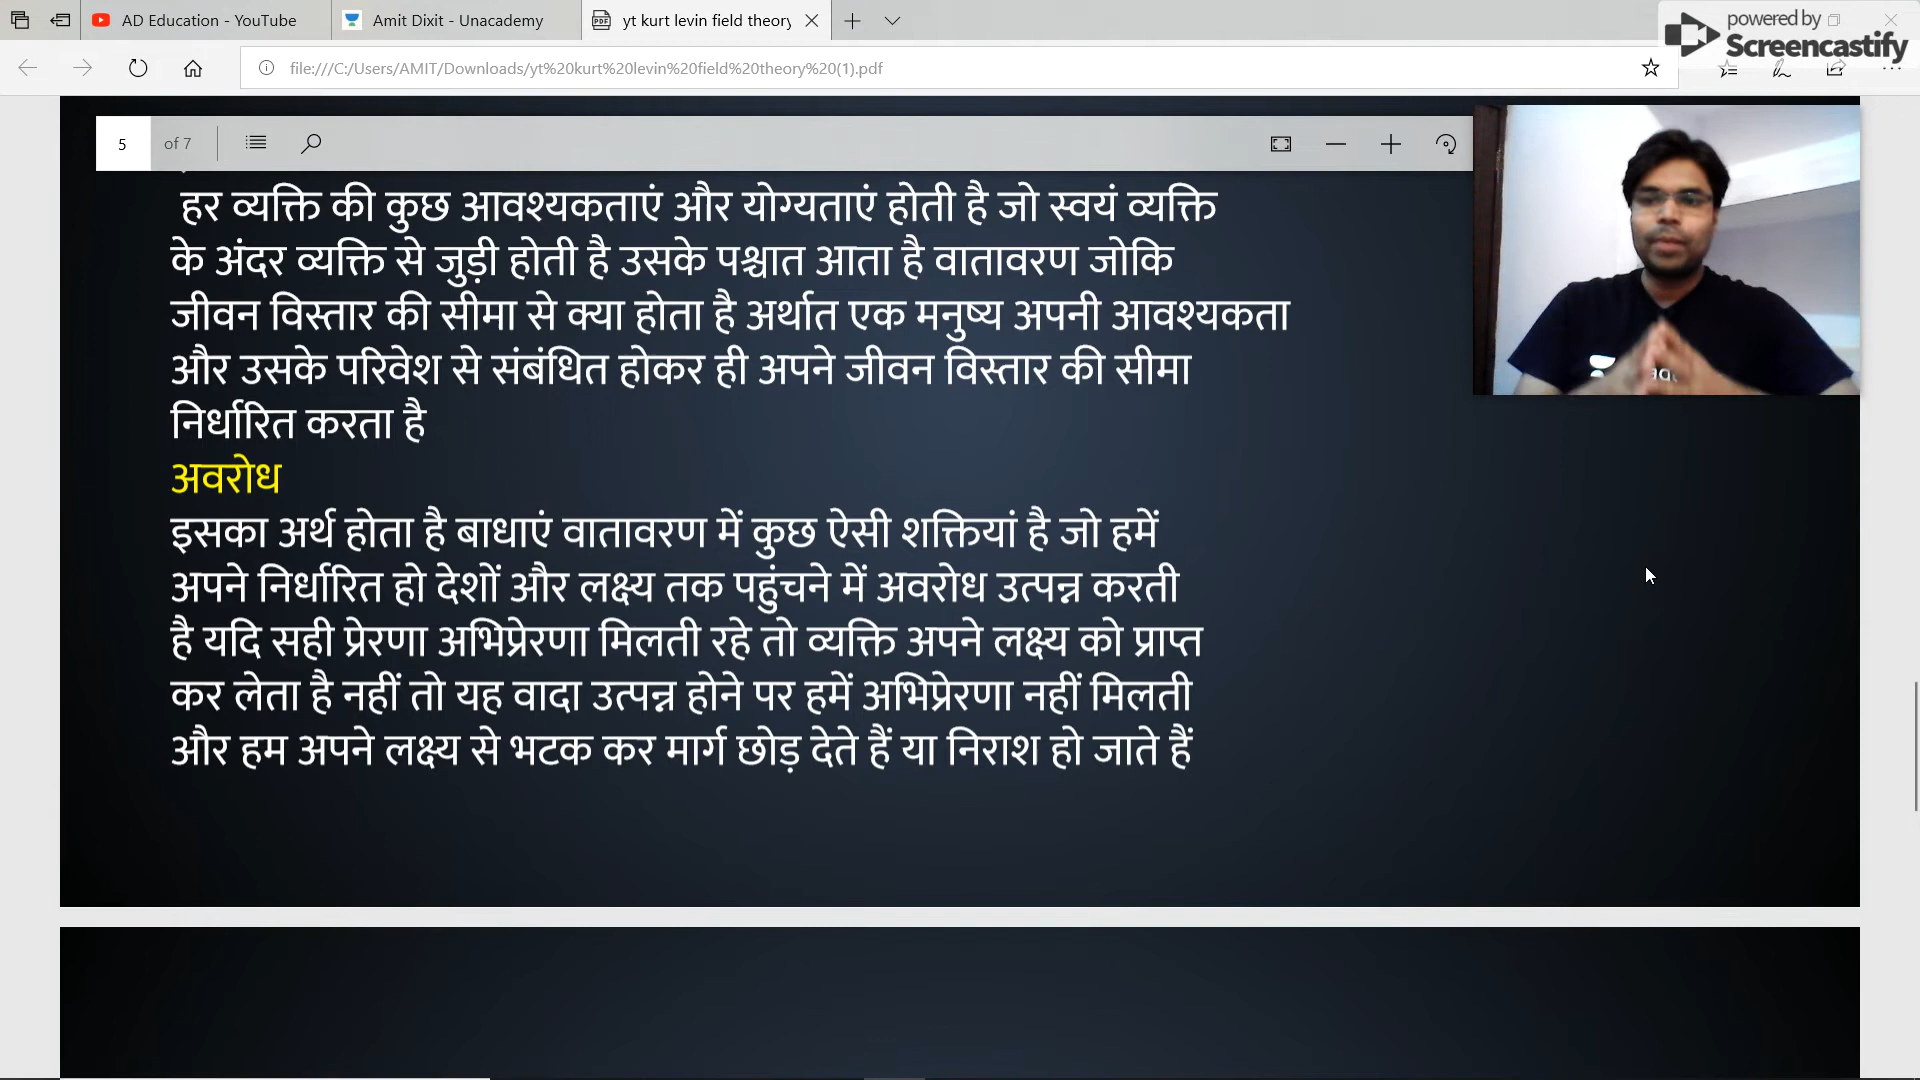 AD Education - YouTube
Amit Dixit - Unacademy
yt kurt levin field theory
powered by
Screencastify
file:///C:/Users/AMIT/Downloads/yt%20kurt%20levin%20field%20theory%20(1).pdf
5 of 7
हर व्यक्ति की कुछ आवश्यकताएं और योग्यताएं होती है जो स्वयं व्यक्ति
के अंदर व्यक्ति से जुड़ी होती है उसके पश्चात आता है वातावरण जोकि
जीवन विस्तार की सीमा से क्या होता है अर्थात एक मनुष्य अपनी आवश्यकता
और उसके परिवेश से संबंधित होकर ही अपने जीवन विस्तार की सीमा
निर्धारित करता है
अवरोध
इसका अर्थ होता है बाधाएं वातावरण में कुछ ऐसी शक्तियां है जो हमें
अपने निर्धारित हो देशों और लक्ष्य तक पहुंचने में अवरोध उत्पन्न करती
है यदि सही प्रेरणा अभिप्रेरणा मिलती रहे तो व्यक्ति अपने लक्ष्य को प्राप्त
कर लेता है नहीं तो यह वादा उत्पन्न होने पर हमें अभिप्रेरणा नहीं मिलती
और हम अपने लक्ष्य से भटक कर मार्ग छोड़ देते हैं या निराश हो जाते हैं